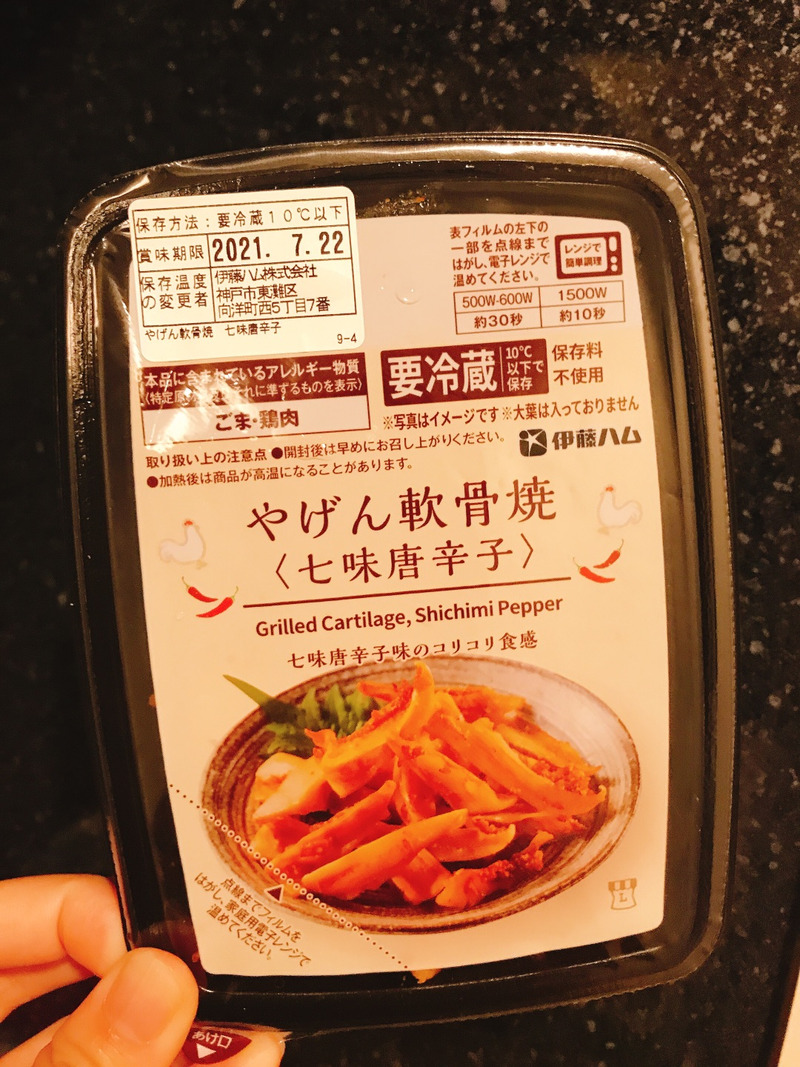 保存方法：要冷蔵10℃以下
賞味期限 2021. 7.22
保存温度の変更者
伊藤ハム株式会社
神戸市東灘区
向洋町西5丁目7番
やげん軟骨焼 七味唐辛子
9-4
表フィルムの左下の
一部を点線まで
はがし、電子レンジで
温めてください。
レンジで
簡単調理
500W-600W 1500W
約30秒 約10秒
本品に含まれているアレルギー物質
れに準ずるものを表示〉
ごま・鶏肉
要冷蔵
10℃
以下で
保存
保存料
不使用
※写真はイメージです ※大葉は入っておりません
取り扱い上の注意点 ●開封後は早めにお召し上がりください。
●加熱後は商品が高温になることがあります。
伊藤ハム
やげん軟骨焼
〈七味唐辛子〉
Grilled Cartilage, Shichimi Pepper
七味唐辛子味のコリコリ食感
点線までフィルムを
はがし、家庭用電子レンジで
温めてください。
L
あけ口